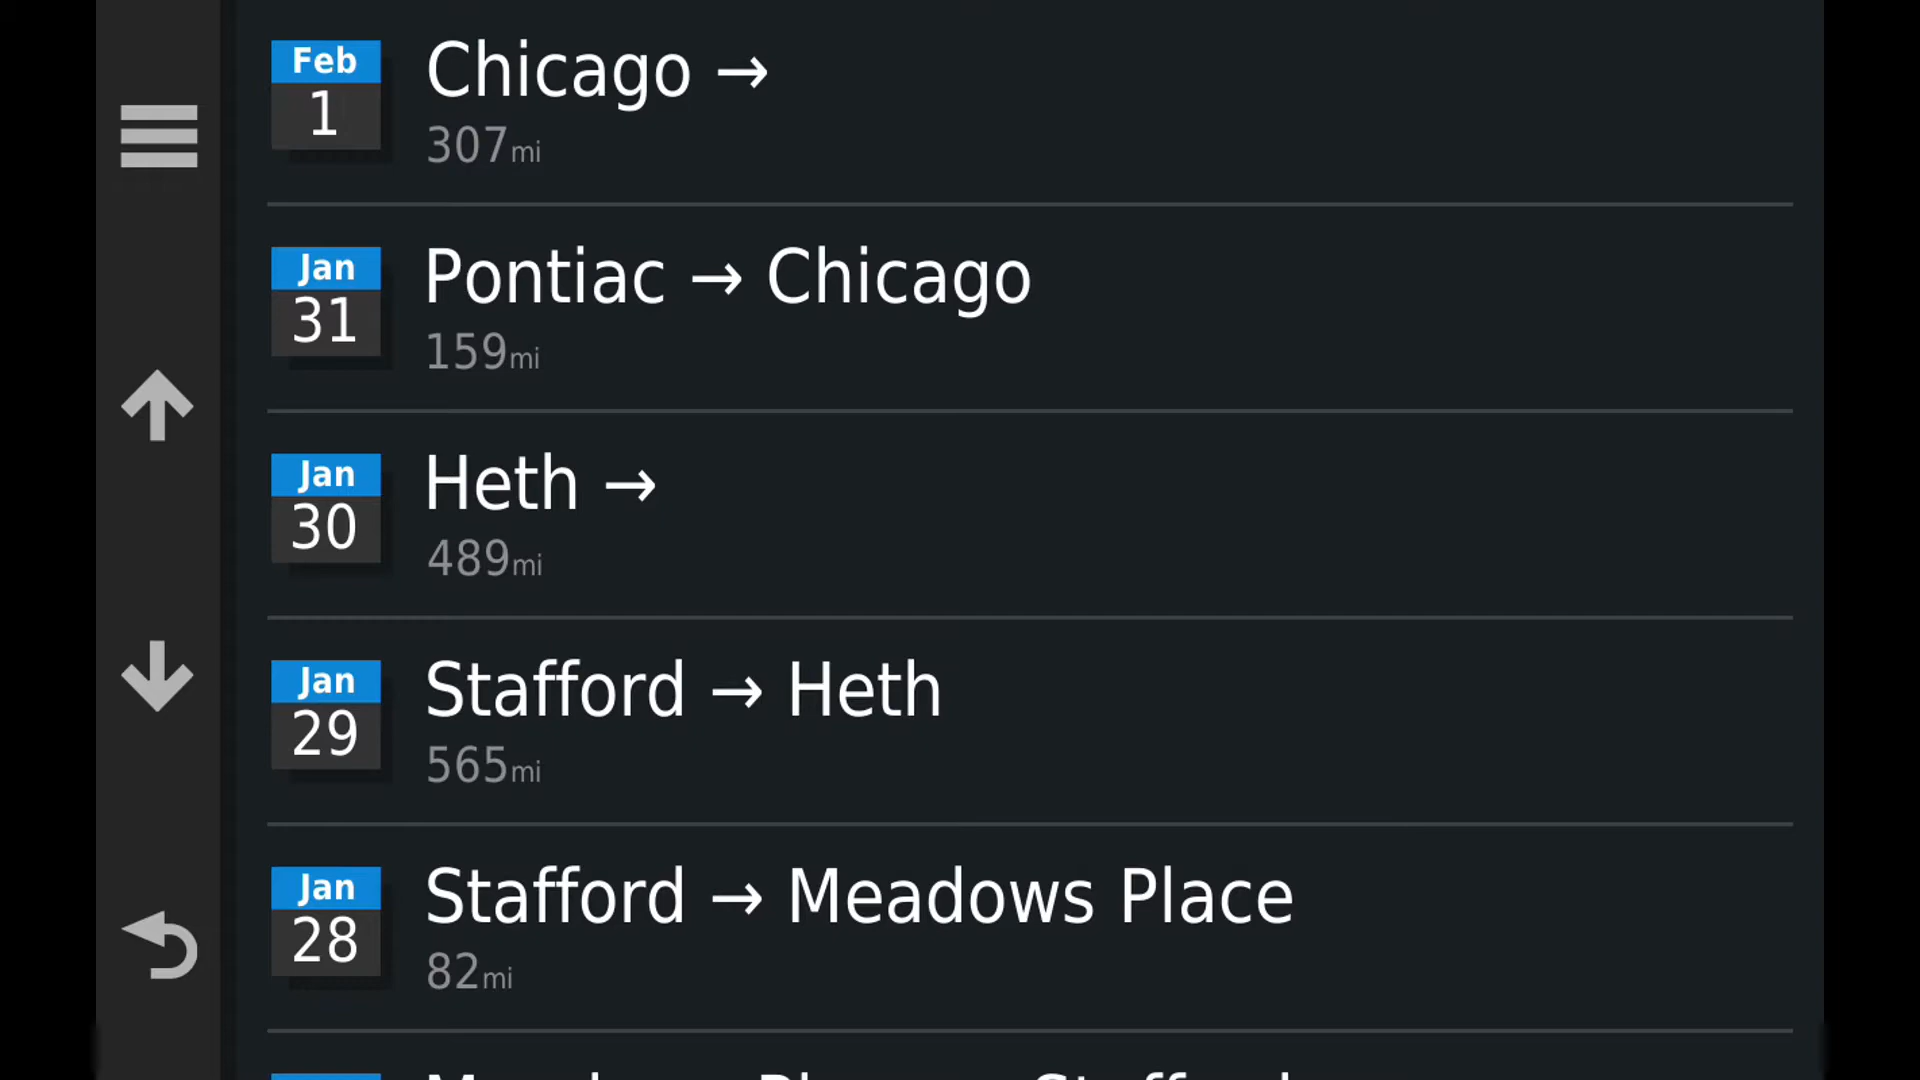 Feb
1
Chicago →
307mi
Jan
31
Pontiac → Chicago
159mi
Jan
30
Heth →
489mi
Jan
29
Stafford → Heth
565mi
Jan
28
Stafford → Meadows Place
82mi